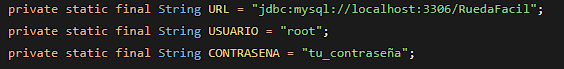 private static final String URL = "jdbc:mysql://localhost:3306/RuedaFacil";
private static final String USUARIO = "root";
private static final String CONTRASENA = "tu_contraseña";